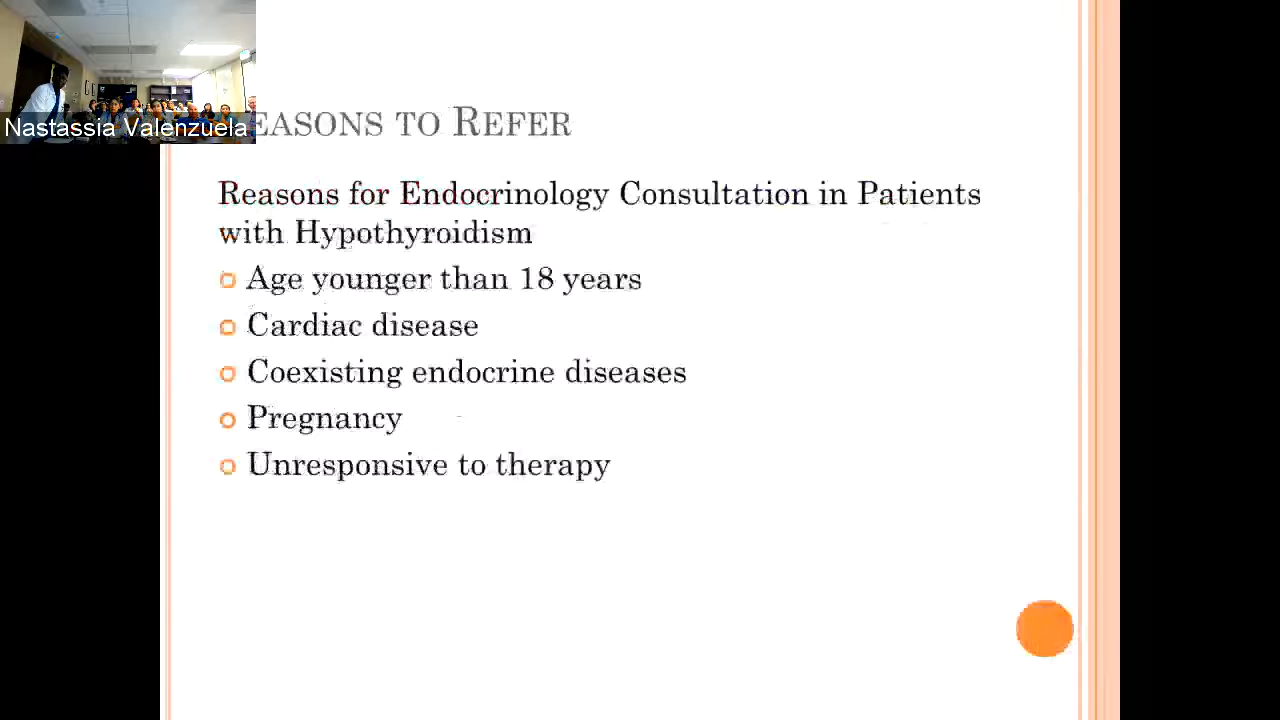 Nastassia Valenzuela
EASONS TO REFER
Reasons for Endocrinology Consultation in Patients
with Hypothyroidism
Age younger than 18 years
Cardiac disease
Coexisting endocrine diseases
Pregnancy
Unresponsive to therapy